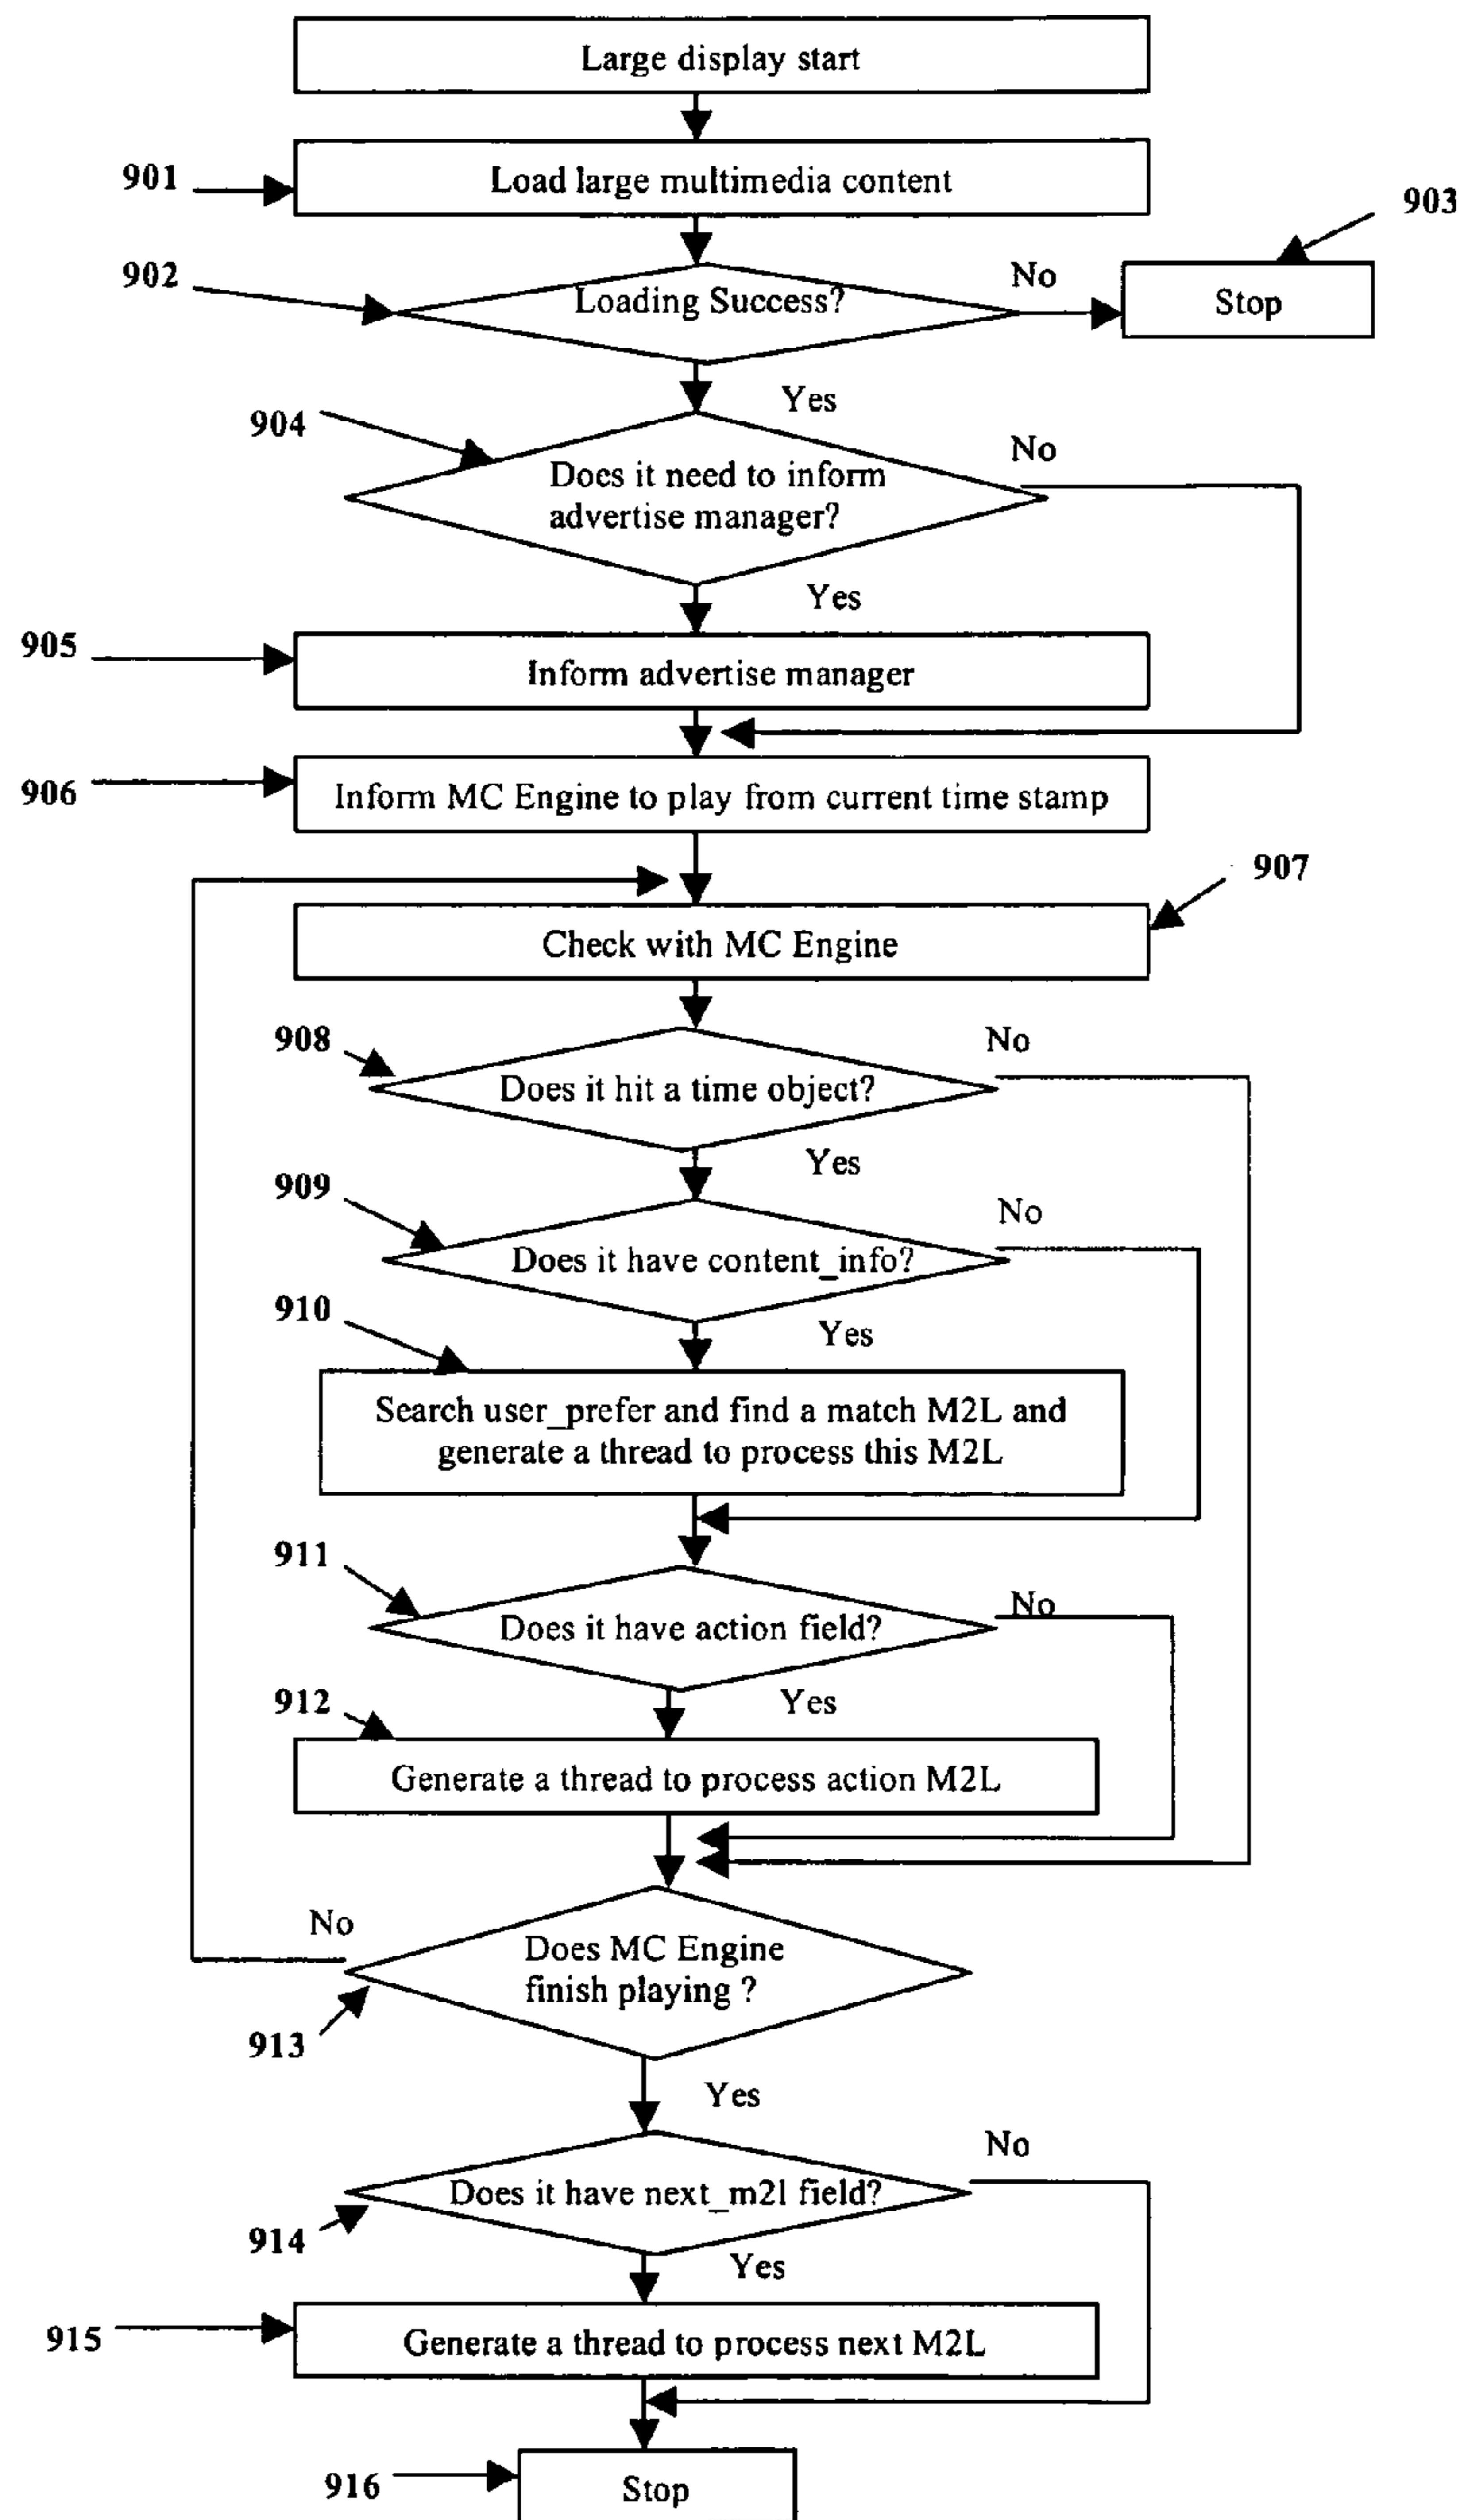 Large display start
901
Load large multimedia content
903
902
Loading Success?
No
Stop
Yes
904
No
Does it need to inform
advertise manager?
Yes
905
Inform advertise manager
906
Inform MC Engine to play from current time stamp
907
Check with MC Engine
908
No
Does it hit a time object?
Yes
909
No
Does it have content_info?
910
Yes
Search user_prefer and find a match M2L and
generate a thread to process this M2L
911
No
Does it have action field?
912
Yes
Generate a thread to process action M2L
No
Does MC Engine
finish playing ?
913
Yes
No
Does it have next_m2l field?
914
Yes
915
Generate a thread to process next M2L
916
Stop